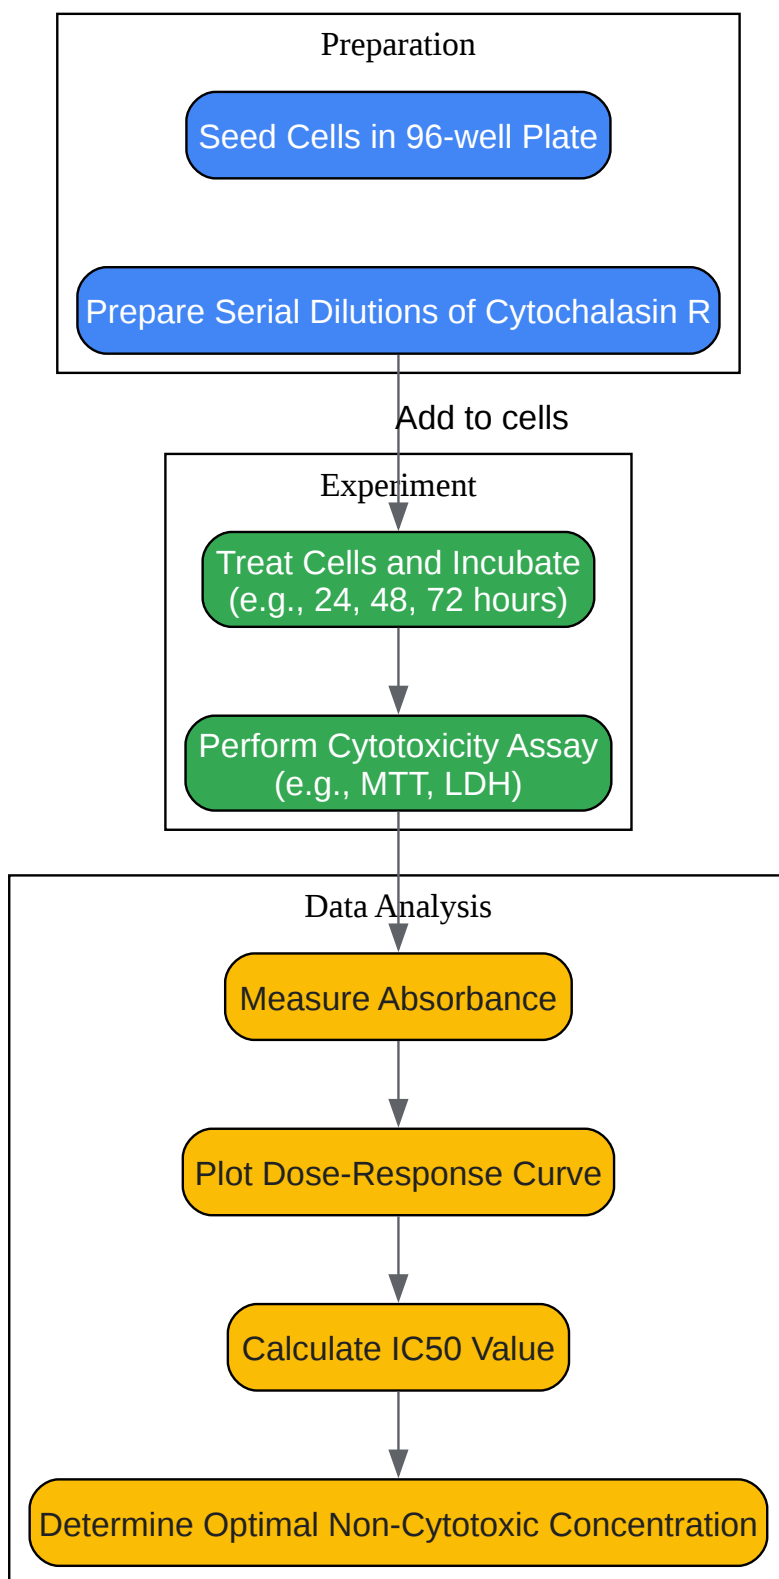 Preparation
Seed Cells in 96-well Plate
Prepare Serial Dilutions of Cytochalasin R
Add to cells
Experiment
Treat Cells and Incubate
(e.g., 24, 48, 72 hours)
Perform Cytotoxicity Assay
(e.g., MTT, LDH)
Data Analysis
Measure Absorbance
Plot Dose-Response Curve
Calculate IC50 Value
Determine Optimal Non-Cytotoxic Concentration